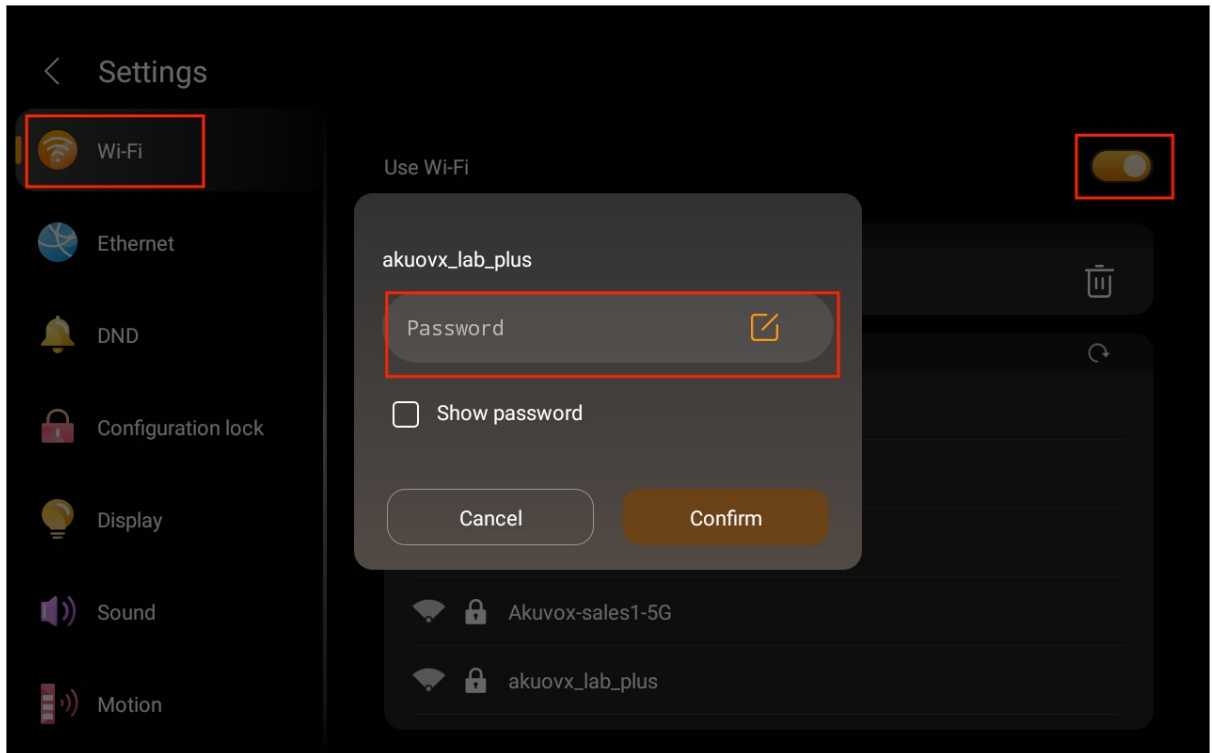 Settings
Wi-Fi
Use Wi-Fi
Ethernet
akuovx_lab_plus
Password
DND
Show password
Configuration lock
Cancel
Confirm
Display
Sound
Akuvox-sales1-5G
akuovx_lab_plus
Motion